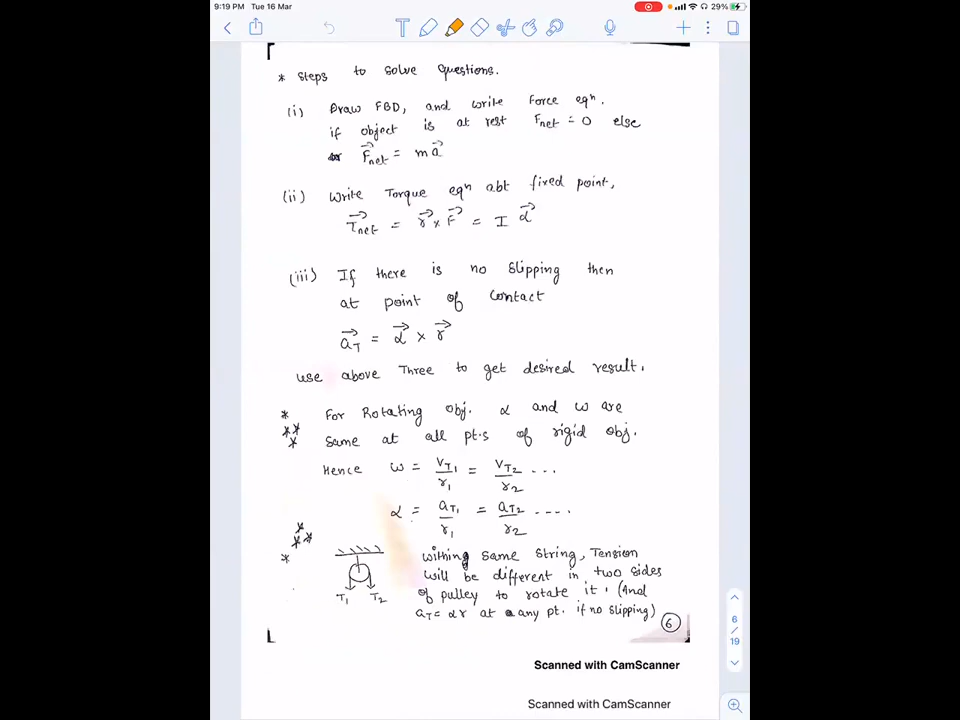 9:19 PM Tue 16 Mar
29%
* Steps to solve Questions.
(i) Draw FBD, and write Force eqⁿ.
if object is at rest Fnet = 0 else
F⃗net = ma⃗
(ii) Write Torque eqⁿ abt fixed point,
T⃗net = r⃗ × F⃗ = I α⃗
(iii) If there is no slipping then
at point of contact
a⃗T = α⃗ × r⃗
use above Three to get desired result.
* For Rotating obj. α and ω are
*** same at all pt.s of rigid obj.
Hence ω = VT1/r1 = VT2/r2 ...
α = aT1/r1 = aT2/r2 ....
***
* withing same string, Tension
will be different in two sides
T1 T2 of pulley to rotate it. (And
aT = αr at any pt. if no slipping)
6
Scanned with CamScanner
Scanned with CamScanner
6
/
19